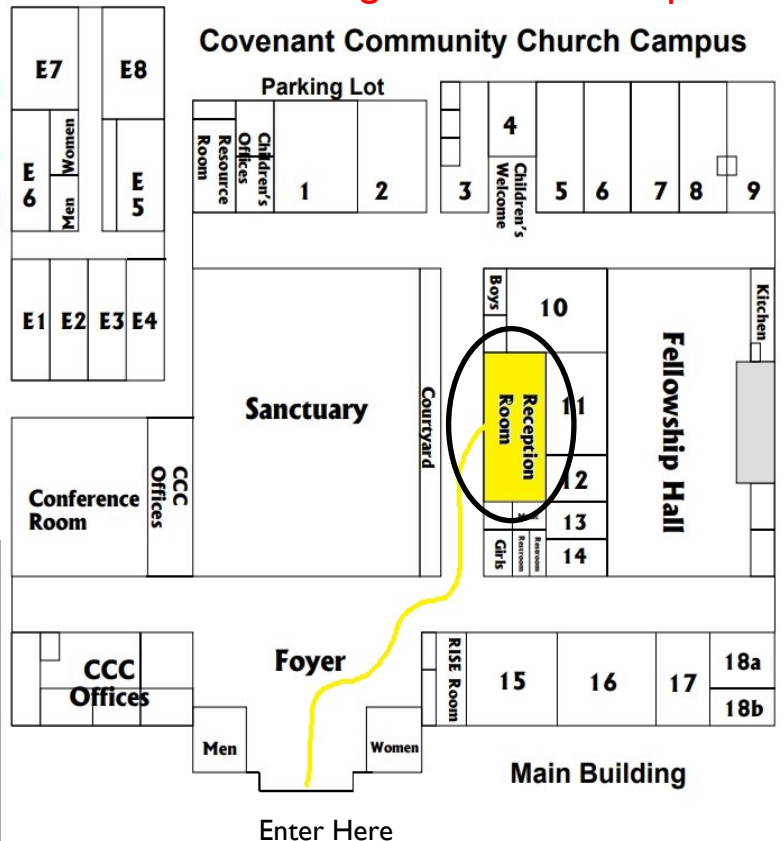 Covenant Community Church Campus
Parking Lot
E7
E8
Women
Men
E
6
E
5
E1
E2
E3
E4
Resource
Room
Children's
Offices
1
2
3
4
Children's
Welcome
5
6
7
8
9
Boys
10
Kitchen
Sanctuary
Courtyard
Reception
Room
11
12
13
14
Fellowship Hall
Girls
Restroom
Restroom
Conference
Room
CCC
Offices
CCC
Offices
Foyer
RISE Room
15
16
17
18a
18b
Men
Women
Main Building
Enter Here